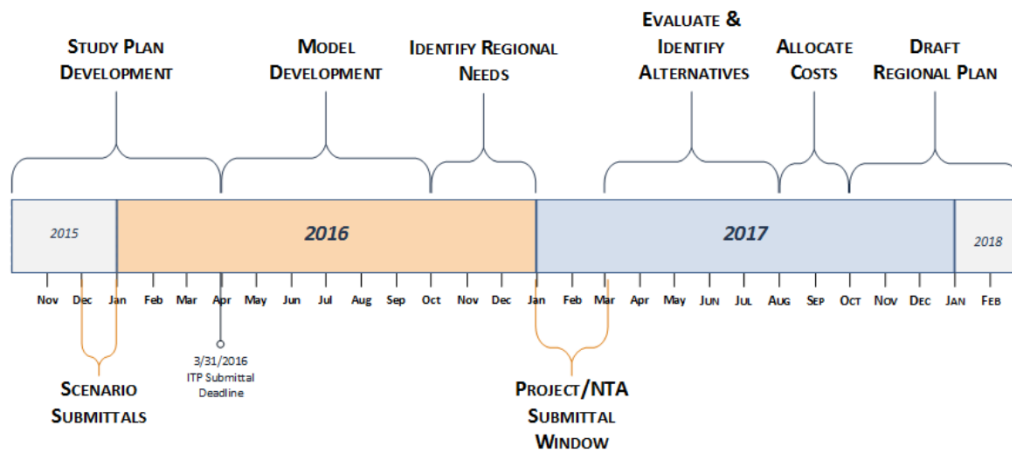 STUDY PLAN
DEVELOPMENT
MODEL
DEVELOPMENT
IDENTIFY REGIONAL
NEEDS
EVALUATE &
IDENTIFY
ALTERNATIVES
ALLOCATE
COSTS
DRAFT
REGIONAL PLAN
2015
2016
2017
2018
Nov Dec Jan Feb Mar Apr May Jun Jul Aug Sep Oct Nov Dec Jan Feb Mar Apr May Jun Jul Aug Sep Oct Nov Dec Jan Feb
3/31/2016
ITP Submittal
Deadline
SCENARIO
SUBMITTALS
PROJECT/NTA
SUBMITTAL
WINDOW